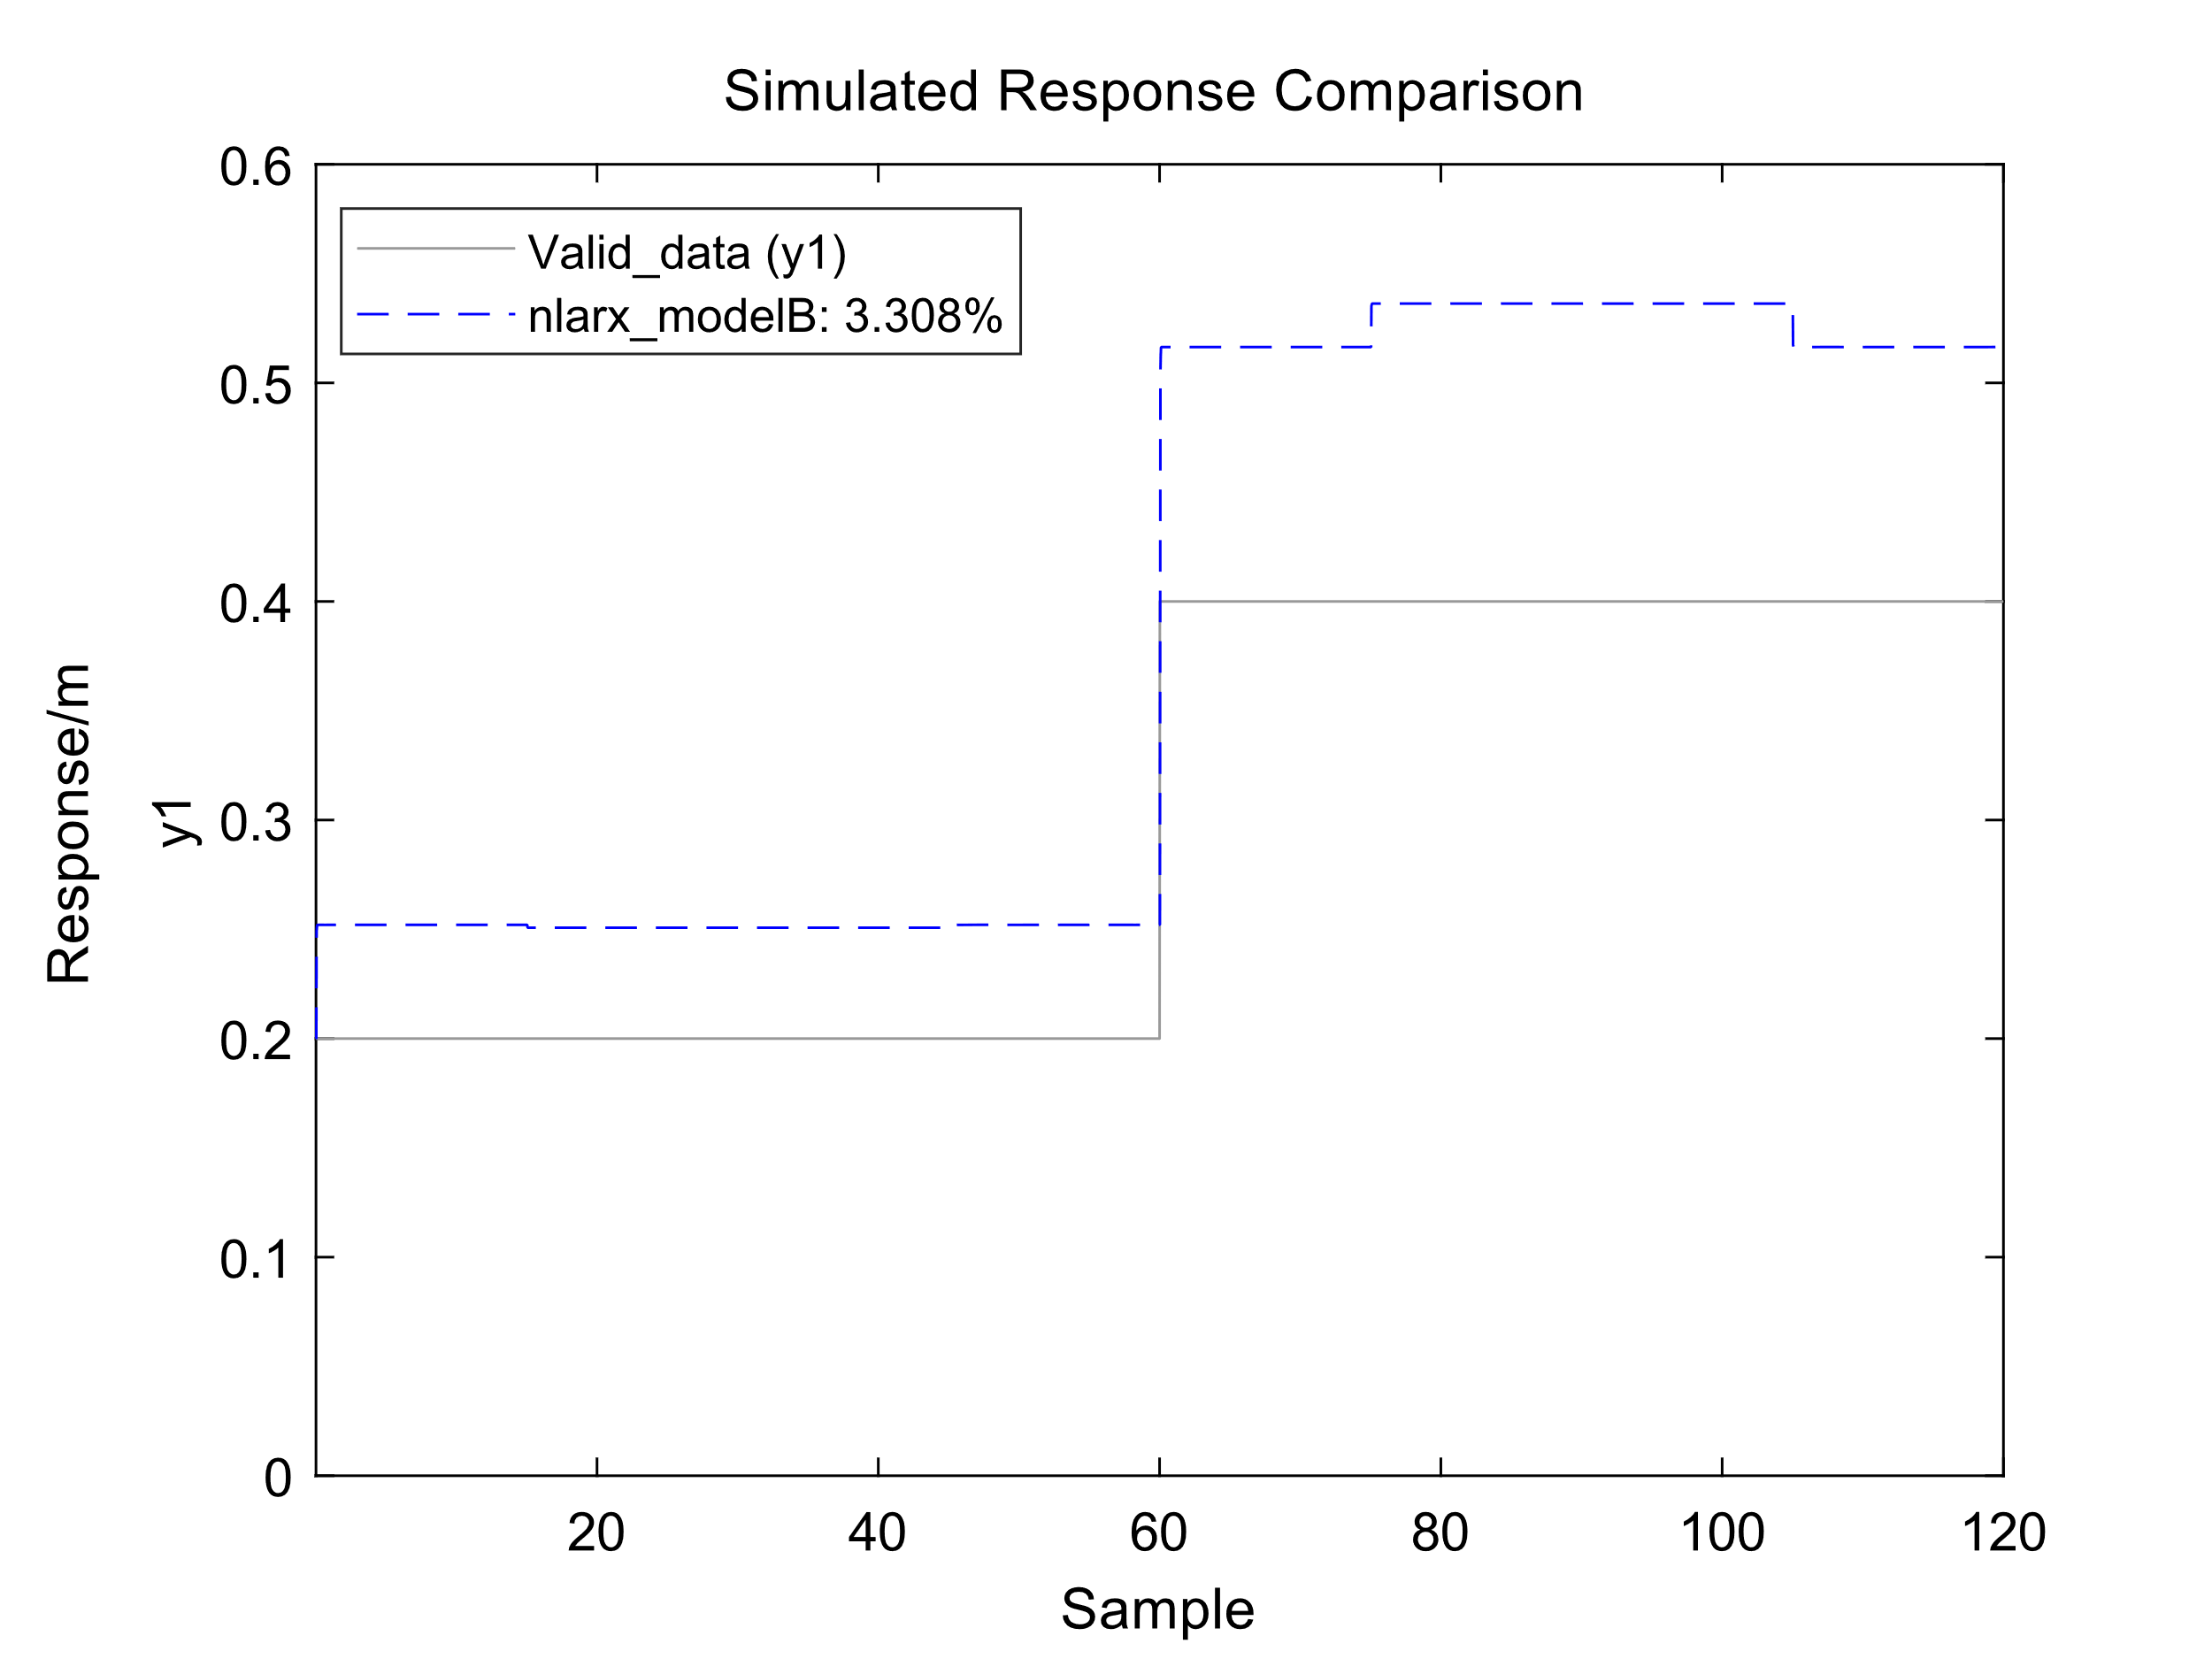 Simulated Response Comparison
0.6
Valid_data (y1)
nlarx_modelB: 3.308%
0.5
0.4
Response/m
y1
0.3
0.2
0.1
0
20 40 60 80 100 120
Sample